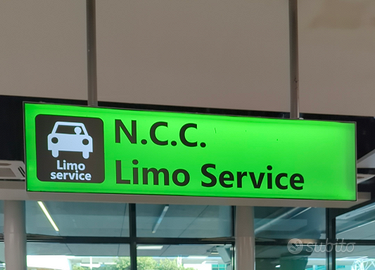 N.C.C.
Limo Service
Limo
service
subito